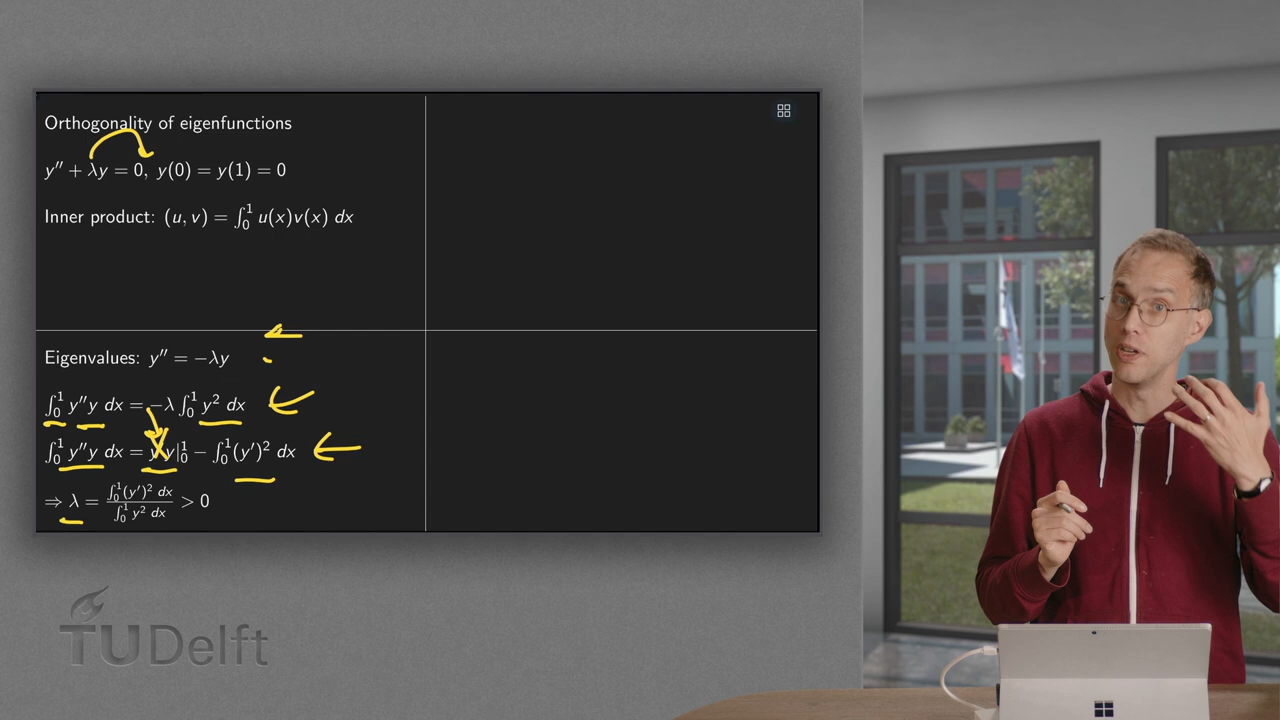 Orthogonality of eigenfunctions
y″ + λy = 0, y(0) = y(1) = 0
Inner product: (u, v) = ∫₀¹ u(x)v(x) dx
Eigenvalues: y″ = −λy
∫₀¹ y″y dx = −λ ∫₀¹ y² dx
∫₀¹ y″y dx = y′y|₀¹ − ∫₀¹(y′)² dx
⇒ λ = ∫₀¹(y′)² dx / ∫₀¹ y² dx > 0
TUDelft